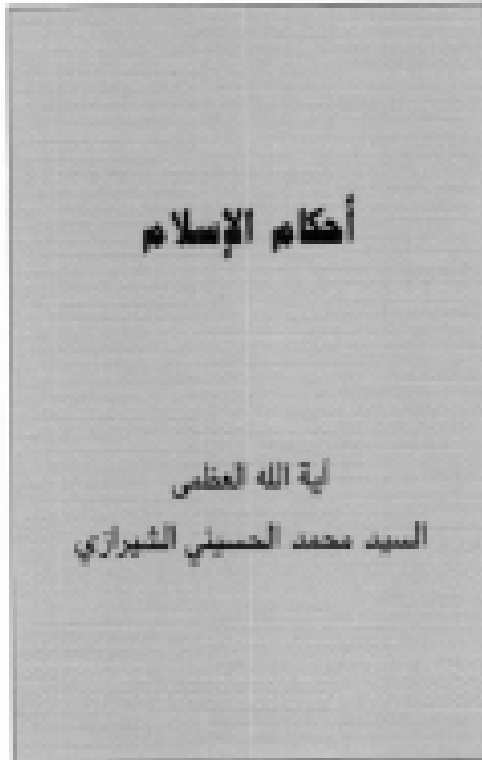 أحكام الإسلام
آية الله العظمى
السيد محمد الحسيني الشيرازي